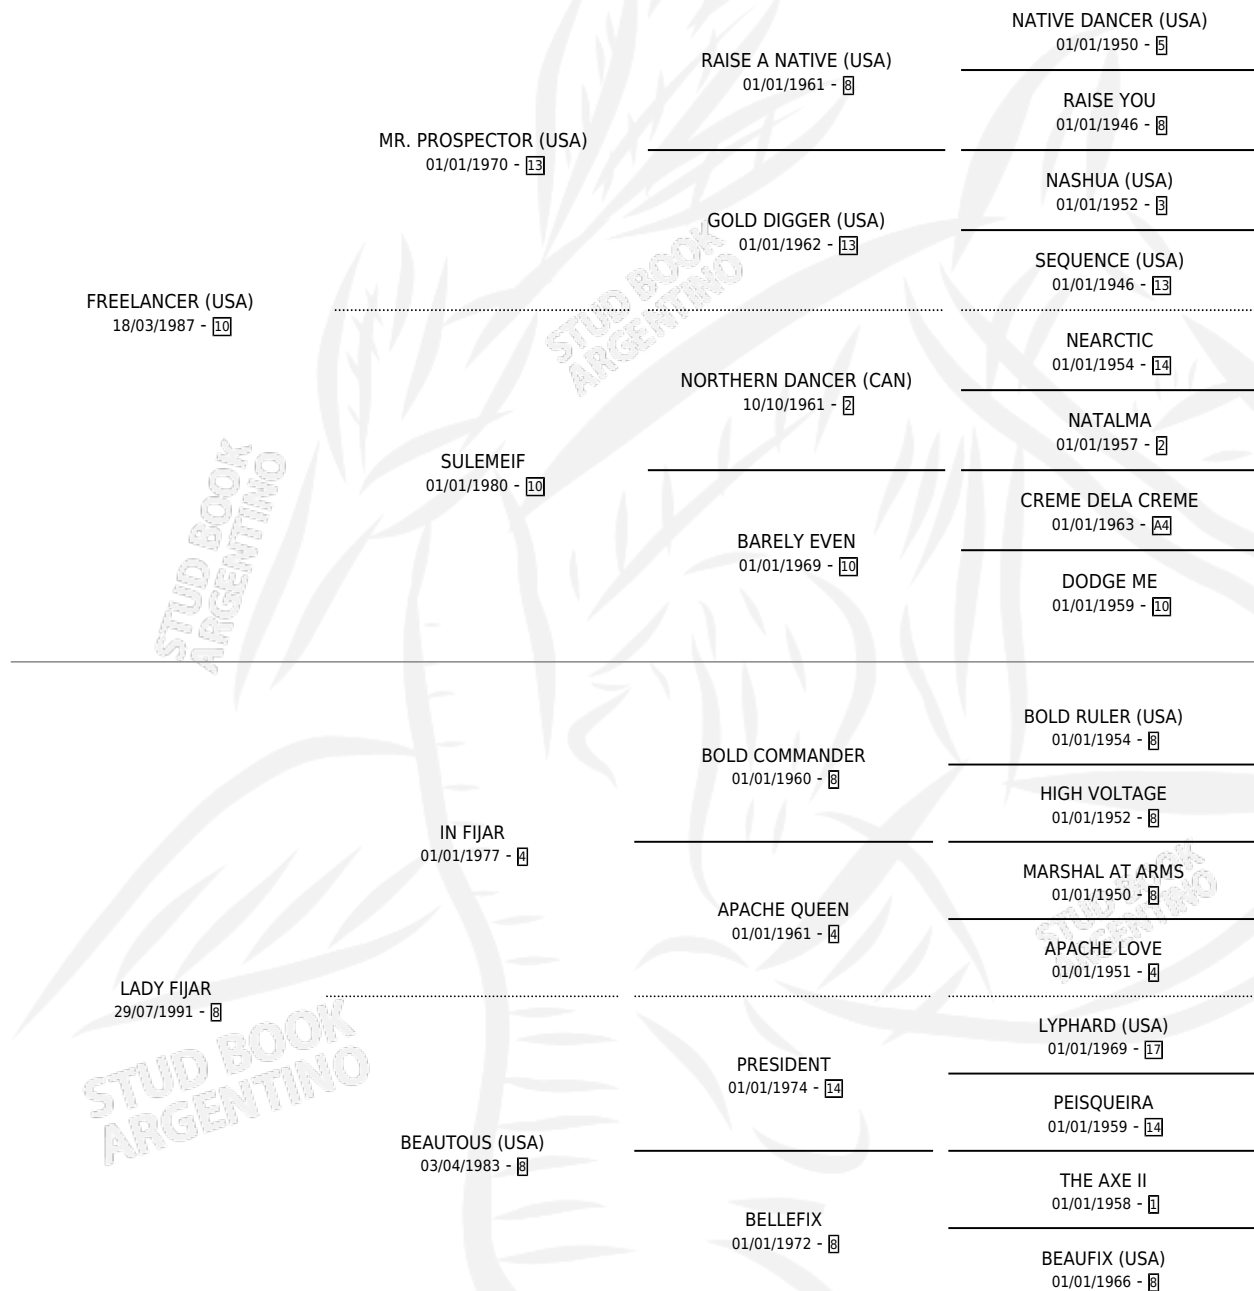 NATIVE DANCER (USA)
01/01/1950 - 5
RAISE A NATIVE (USA)
01/01/1961 - 8
RAISE YOU
01/01/1946 - 8
MR. PROSPECTOR (USA)
01/01/1970 - 13
NASHUA (USA)
01/01/1952 - 3
GOLD DIGGER (USA)
01/01/1962 - 13
SEQUENCE (USA)
01/01/1946 - 13
FREELANCER (USA)
18/03/1987 - 10
NEARCTIC
01/01/1954 - 14
NORTHERN DANCER (CAN)
10/10/1961 - 2
NATALMA
01/01/1957 - 2
SULEMEIF
01/01/1980 - 10
CREME DELA CREME
01/01/1963 - A4
BARELY EVEN
01/01/1969 - 10
DODGE ME
01/01/1959 - 10
BOLD RULER (USA)
01/01/1954 - 8
BOLD COMMANDER
01/01/1960 - 8
HIGH VOLTAGE
01/01/1952 - 8
IN FIJAR
01/01/1977 - 4
MARSHAL AT ARMS
01/01/1950 - 8
APACHE QUEEN
01/01/1961 - 4
APACHE LOVE
01/01/1951 - 4
LADY FIJAR
29/07/1991 - 8
LYPHARD (USA)
01/01/1969 - 17
PRESIDENT
01/01/1974 - 14
PEISQUEIRA
01/01/1959 - 14
BEAUTOUS (USA)
03/04/1983 - 8
THE AXE II
01/01/1958 - 1
BELLEFIX
01/01/1972 - 8
BEAUFIX (USA)
01/01/1966 - 8
STUD BOOK
ARGENTINO
STUD BOOK
ARGENTINO
STUD BOOK
ARGENTINO
STUD BOOK
ARGENTINO